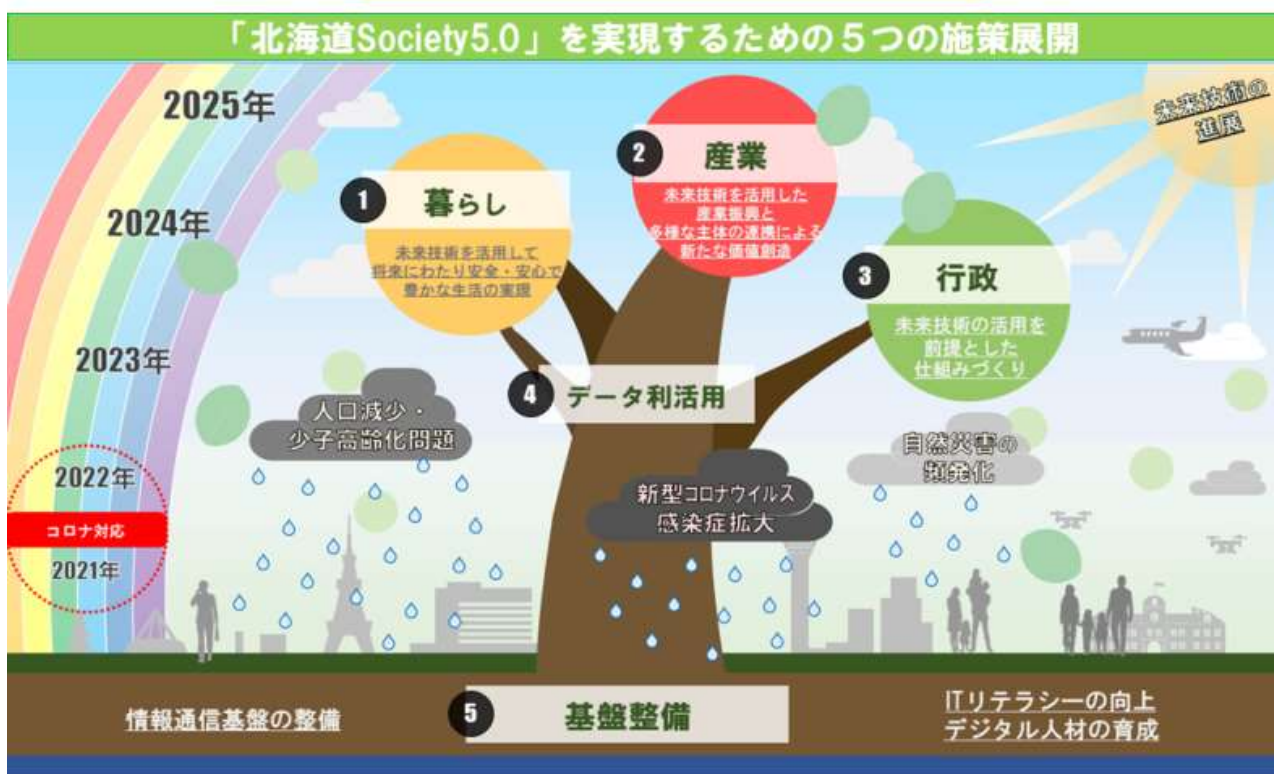 「北海道Society5.0」を実現するための5つの施策展開
2025年
2024年
2023年
2022年
コロナ対応
2021年
未来技術の
進展
1 暮らし
未来技術を活用して
将来にわたり安全・安心で
豊かな生活の実現
2 産業
未来技術を活用した
産業振興と
多様な主体の連携による
新たな価値創造
3 行政
未来技術の活用を
前提とした
仕組みづくり
4 データ利活用
人口減少・
少子高齢化問題
新型コロナウイルス
感染症拡大
自然災害の
頻発化
情報通信基盤の整備
5 基盤整備
ITリテラシーの向上
デジタル人材の育成